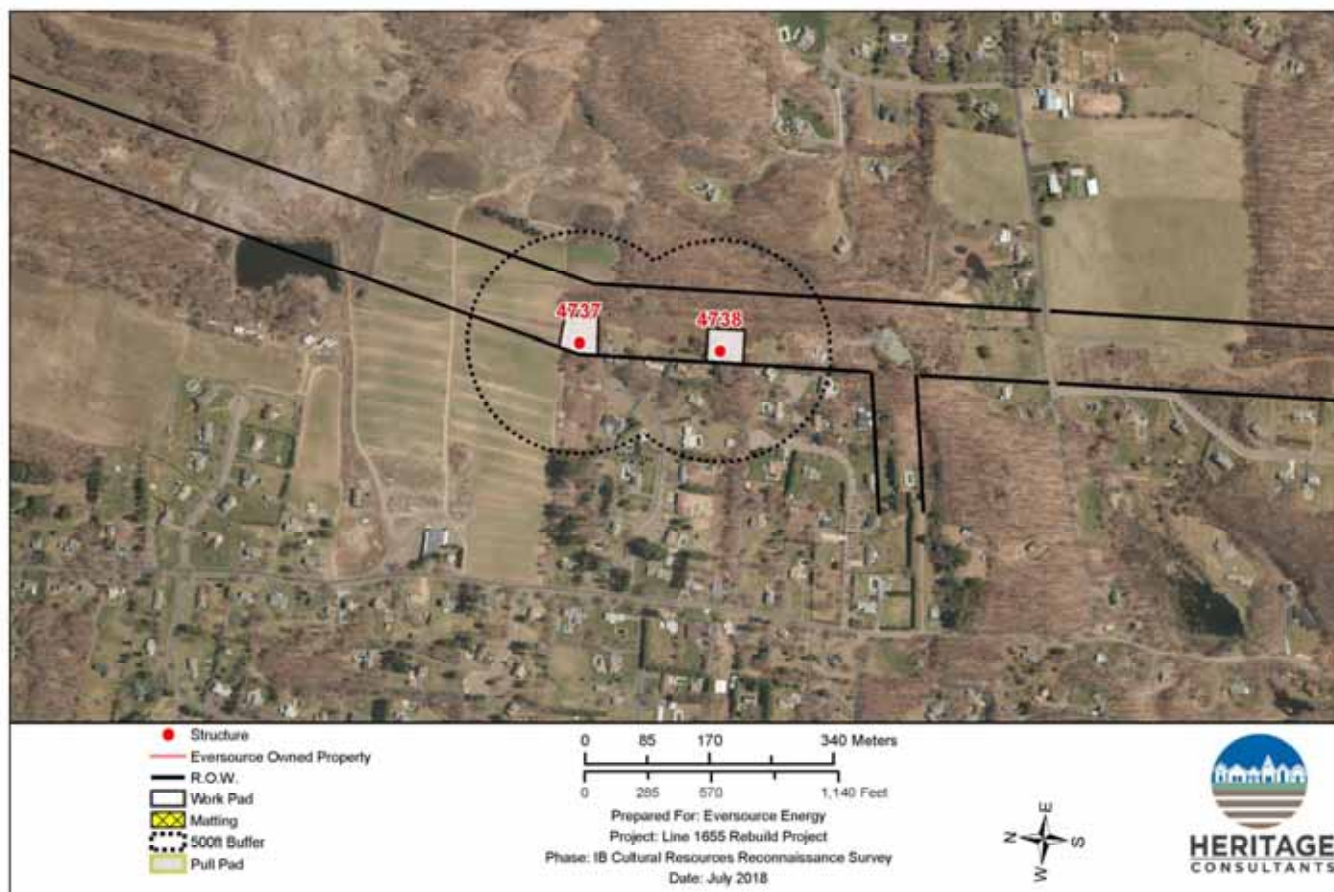 4737
4738
Structure
Eversource Owned Property
R.O.W.
Work Pad
Matting
500ft Buffer
Pull Pad
0 85 170 340 Meters
0 285 570 1,140 Feet
Prepared For: Eversource Energy
Project: Line 1655 Rebuild Project
Phase: IB Cultural Resources Reconnaissance Survey
Date: July 2018
E
N
S
W
HERITAGE
CONSULTANTS